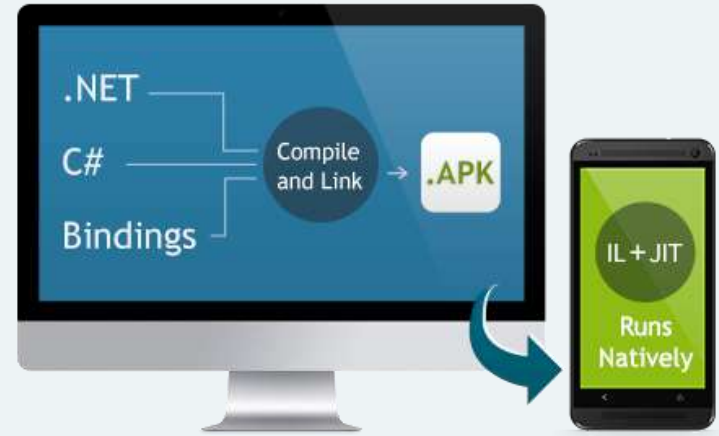 .NET
C#
Bindings
Compile
and Link
.APK
IL+JIT
Runs
Natively